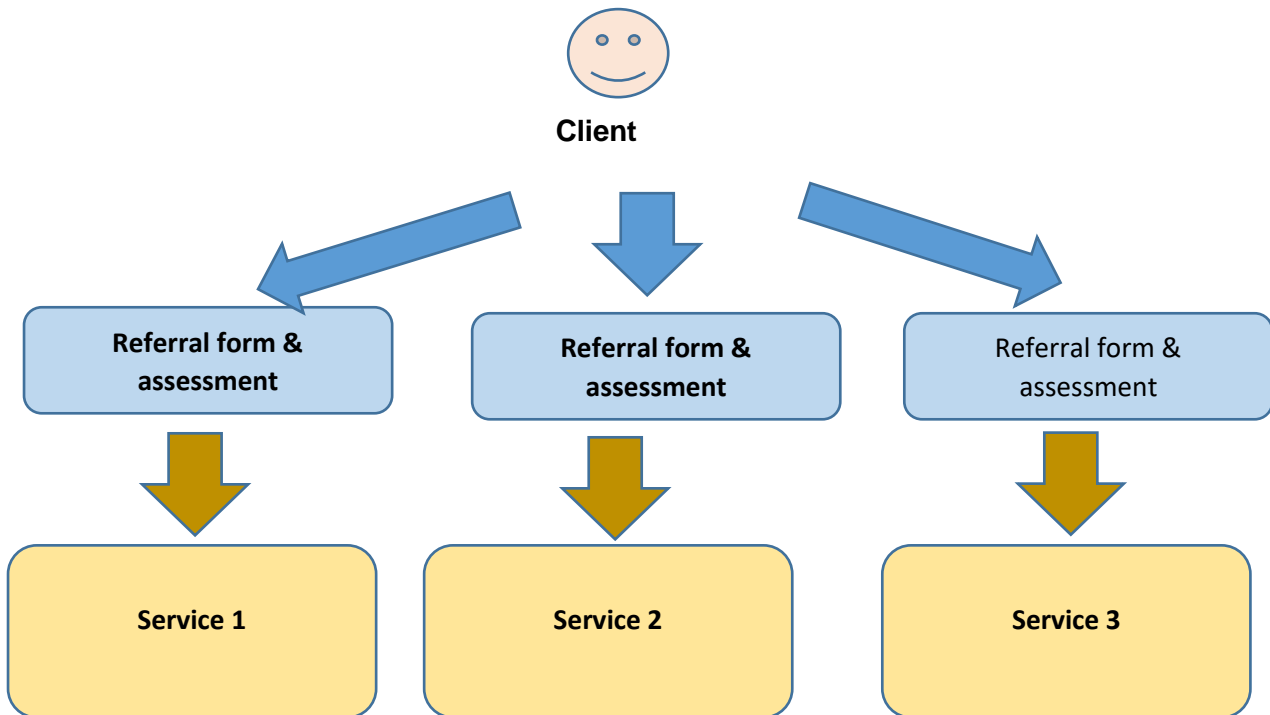 Client
Referral form &
assessment
Referral form &
assessment
Referral form &
assessment
Service 1
Service 2
Service 3